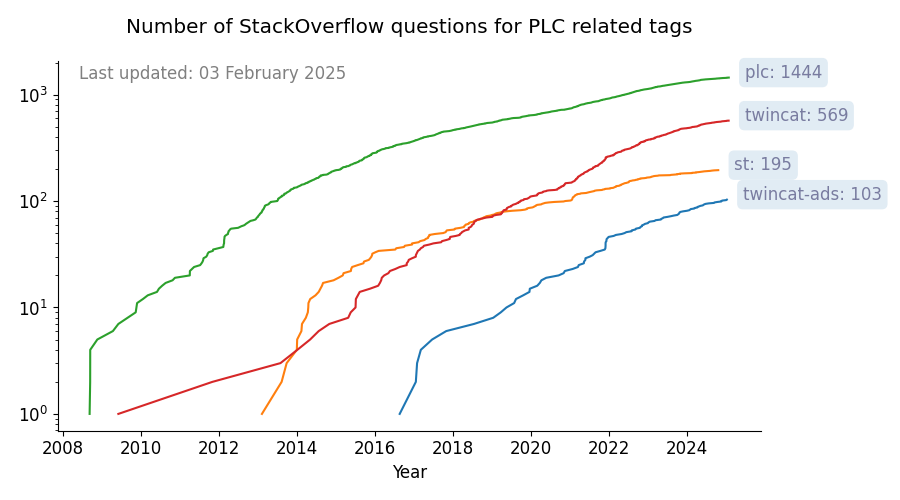 Number of StackOverflow questions for PLC related tags
Last updated: 03 February 2025
plc: 1444
twincat: 569
st: 195
twincat-ads: 103
10³
10²
10¹
10⁰
2008 2010 2012 2014 2016 2018 2020 2022 2024
Year